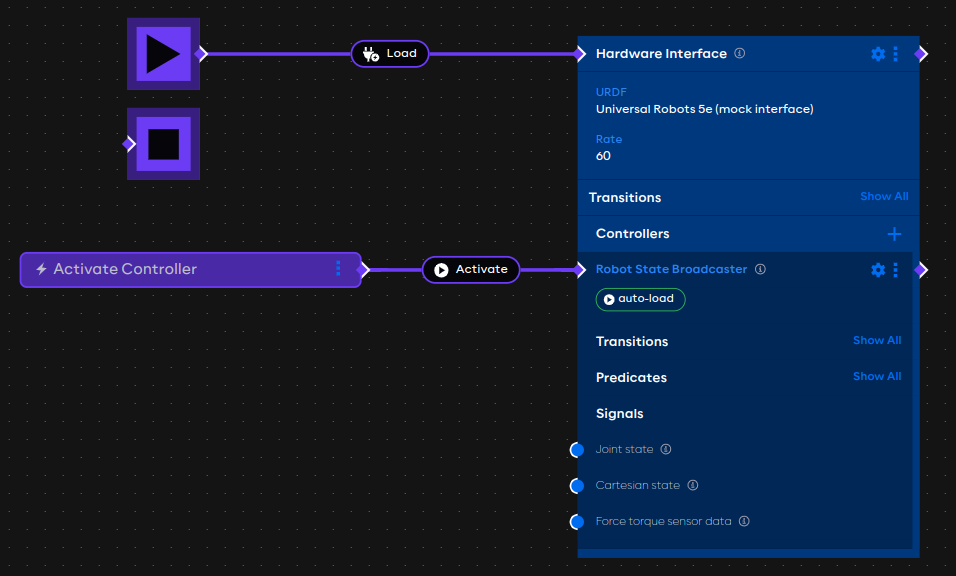 Load
Hardware Interface
URDF
Universal Robots 5e (mock interface)
Rate
60
Transitions Show All
Controllers
Activate Controller
Activate
Robot State Broadcaster
auto-load
Transitions Show All
Predicates Show All
Signals
Joint state
Cartesian state
Force torque sensor data